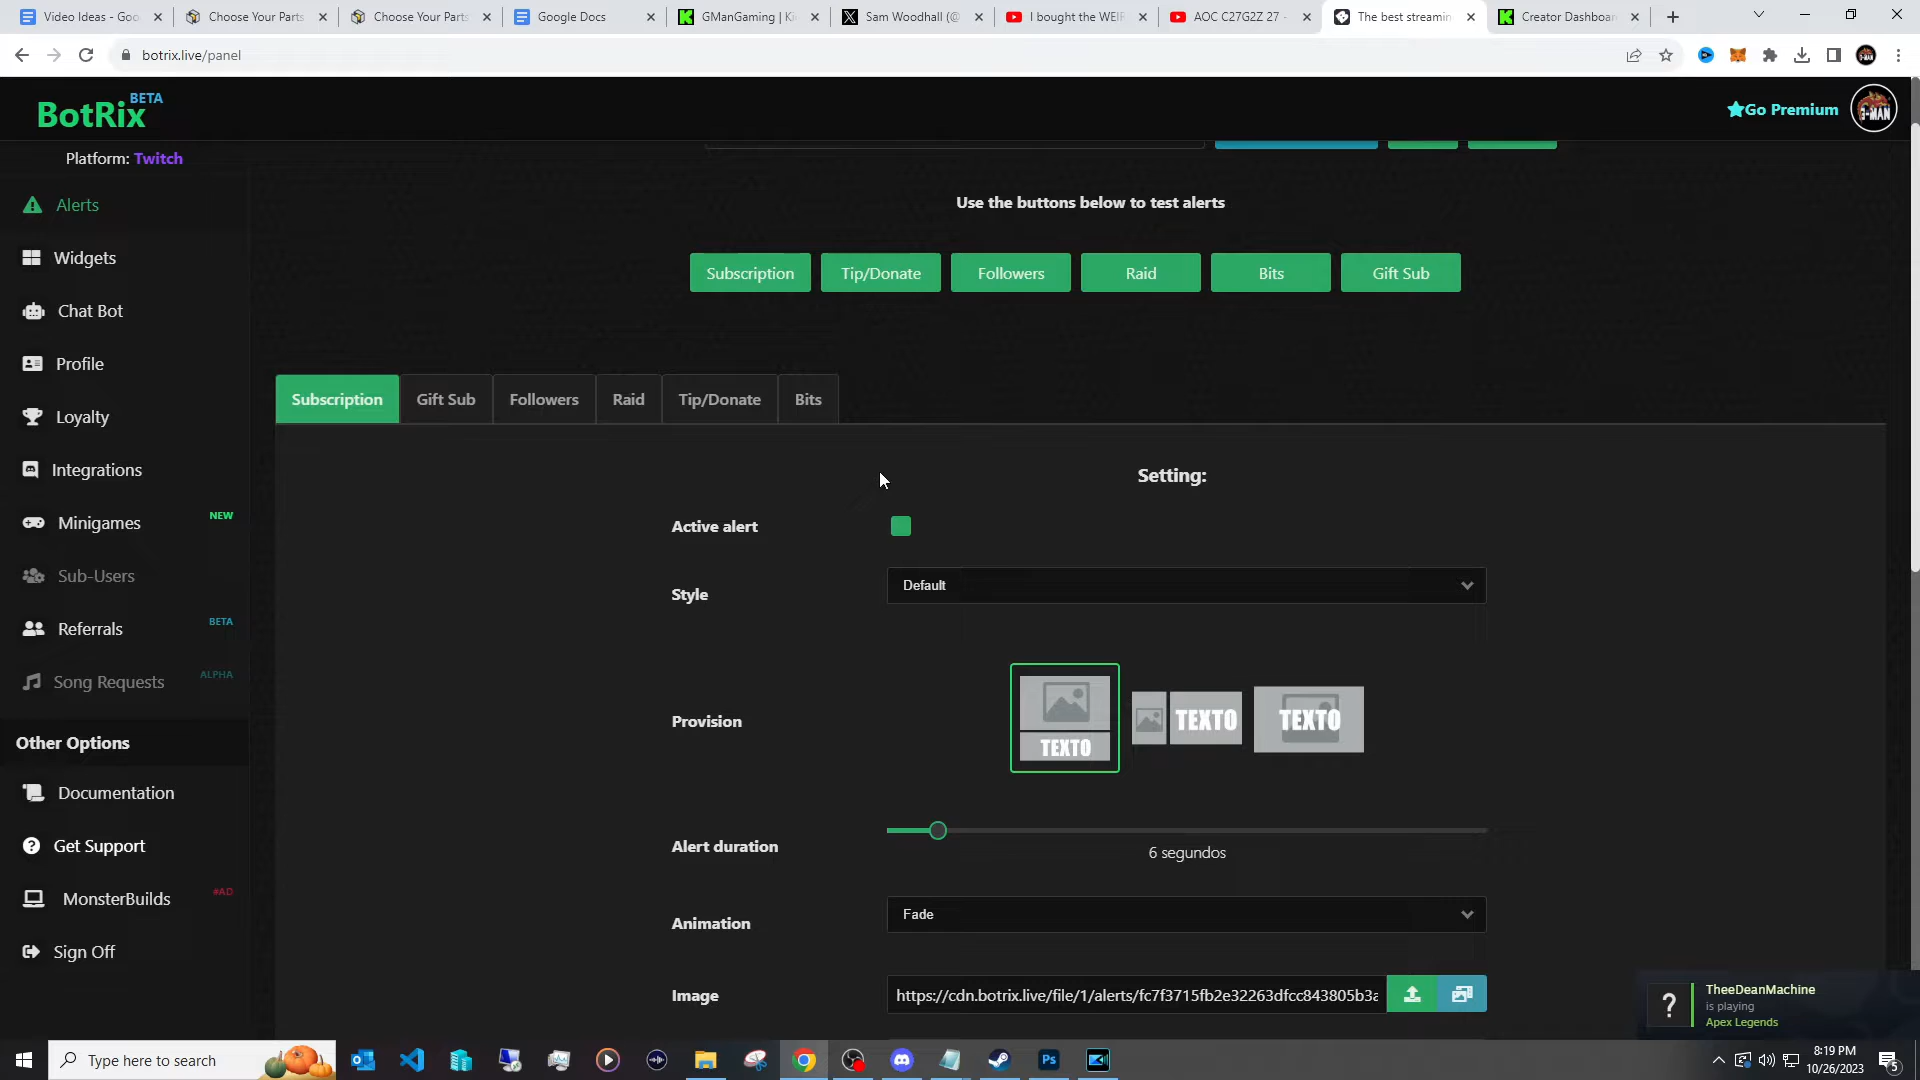 Video Ideas - Goo
Choose Your Parts
Choose Your Parts
Google Docs
GManGaming | Ki
Sam Woodhall (@
I bought the WEIR
AOC C27G2Z 27
The best streamin
Creator Dashboar
botrix.live/panel
BotRix
BETA
Go Premium
Platform: Twitch
Alerts
Widgets
Chat Bot
Profile
Loyalty
Integrations
Minigames
NEW
Sub-Users
Referrals
BETA
Song Requests
ALPHA
Other Options
Documentation
Get Support
MonsterBuilds
#AD
Sign Off
Use the buttons below to test alerts
Subscription
Tip/Donate
Followers
Raid
Bits
Gift Sub
Subscription
Gift Sub
Followers
Raid
Tip/Donate
Bits
Setting:
Active alert
Style
Default
Provision
TEXTO
TEXTO
TEXTO
Alert duration
6 segundos
Animation
Fade
Image
https://cdn.botrix.live/file/1/alerts/fc7f3715fb2e32263dfcc843805b3a
TheeDeanMachine
is playing
Apex Legends
Type here to search
8:19 PM
10/26/2023
5